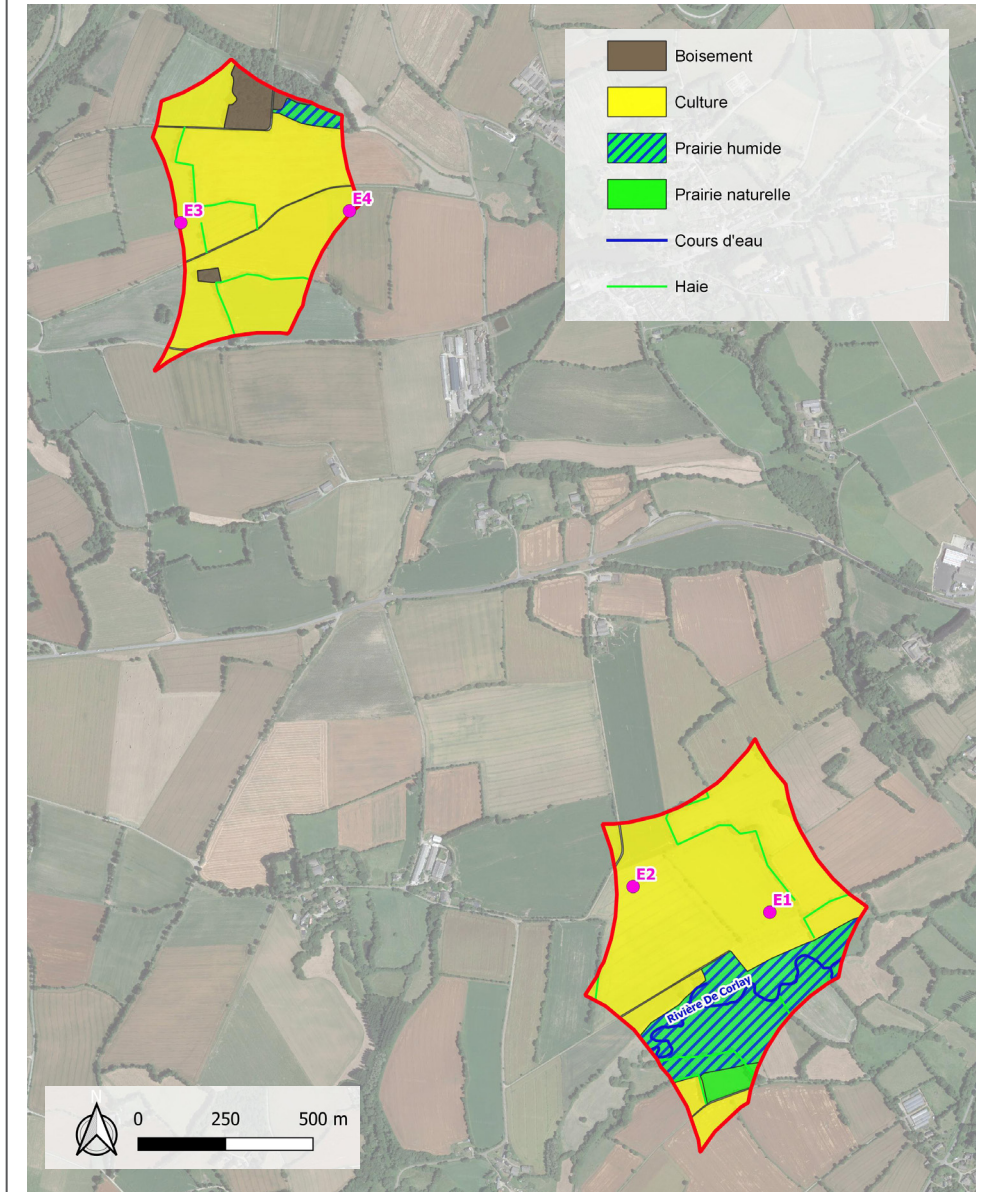 Boisement
Culture
Prairie humide
Prairie naturelle
Cours d'eau
Haie
E3
E4
E2
E1
Rivière De Corlay
N
0 250 500 m